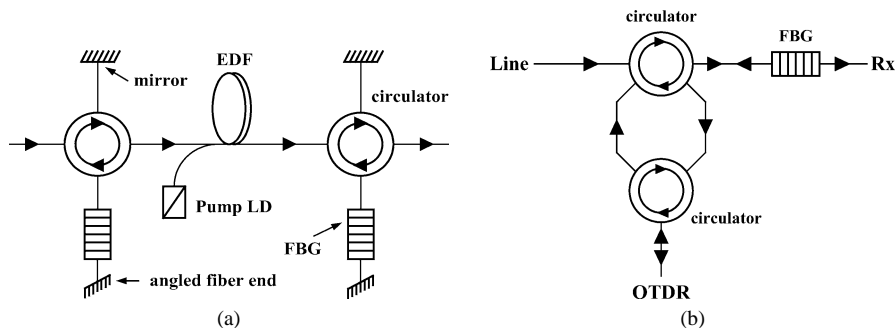 mirror
EDF
circulator
Pump LD
FBG
angled fiber end
(a)
circulator
FBG
Line
Rx
circulator
OTDR
(b)